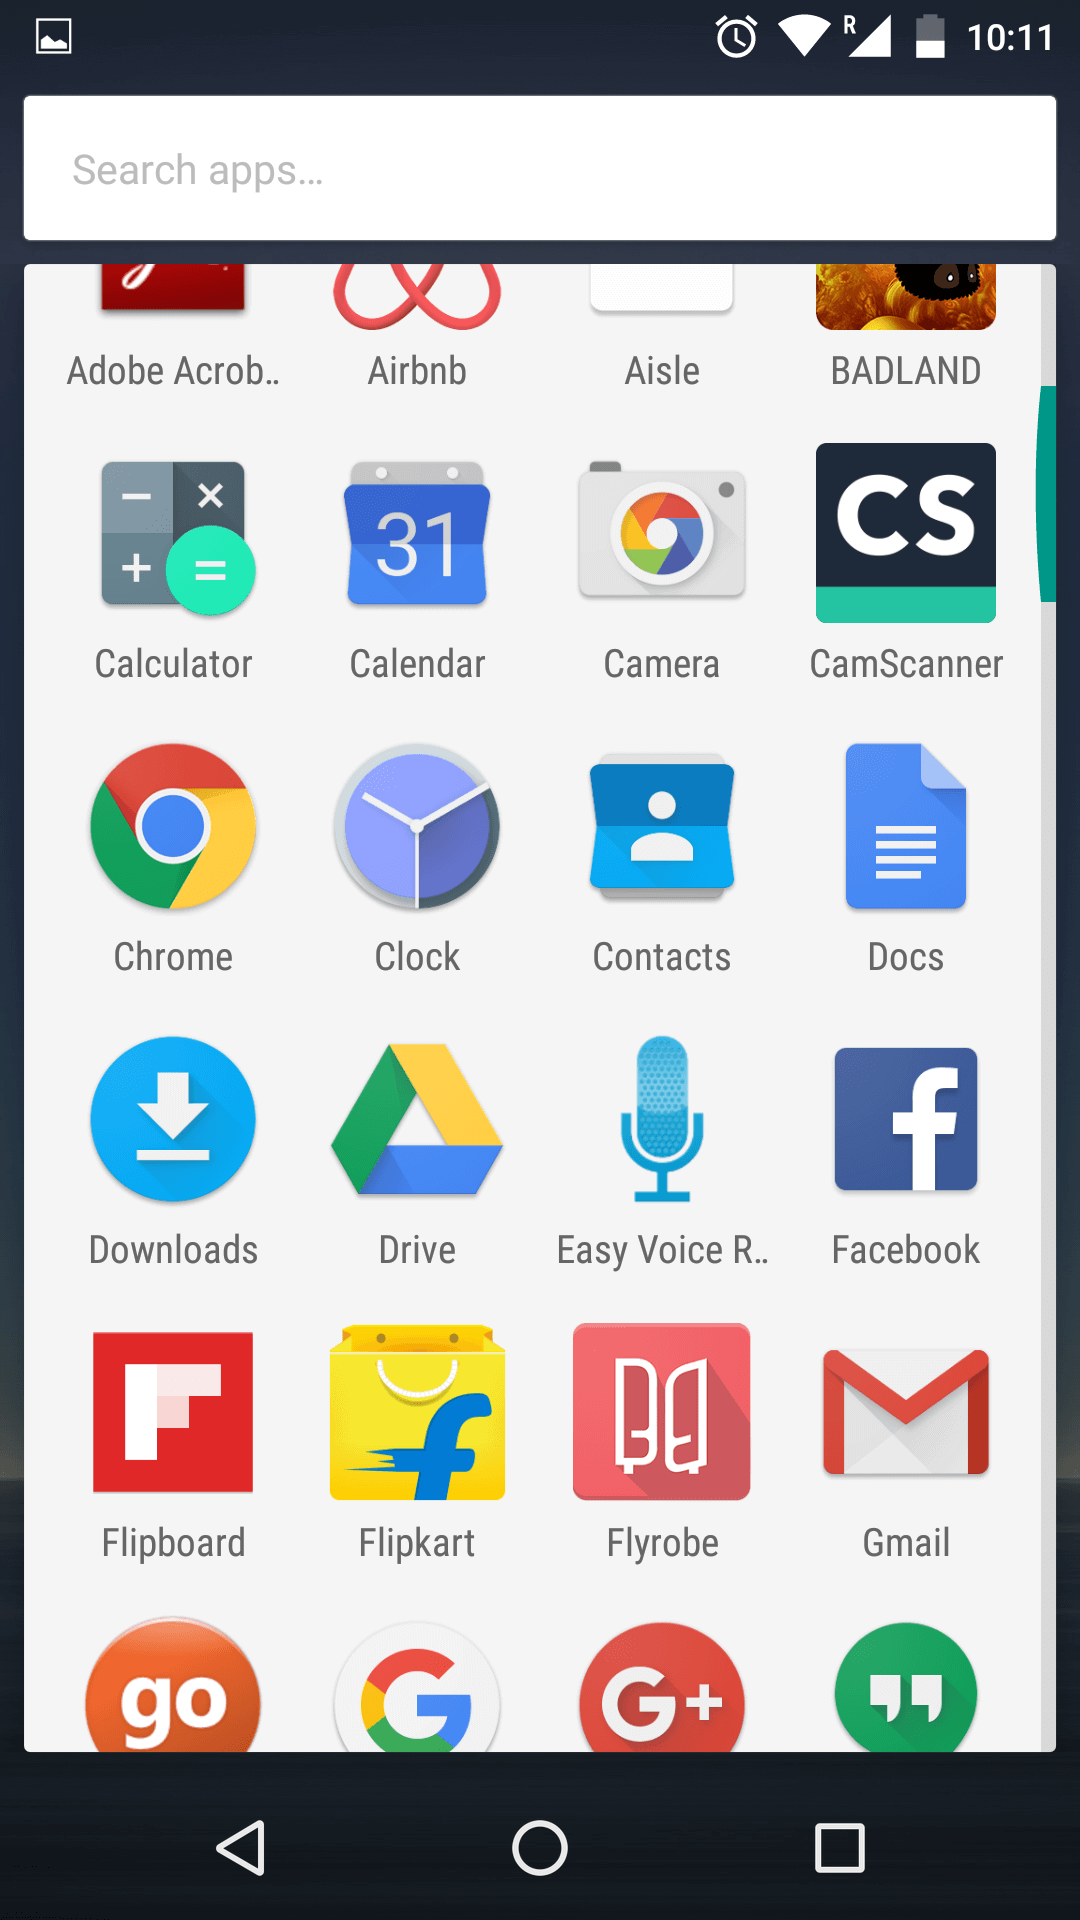 R 10:11
Search apps...
Adobe Acrob.. Airbnb Aisle BADLAND
31 CS
Calculator Calendar Camera CamScanner
Chrome Clock Contacts Docs
f
Downloads Drive Easy Voice R.. Facebook
f
Flipboard Flipkart Flyrobe Gmail
go G G+